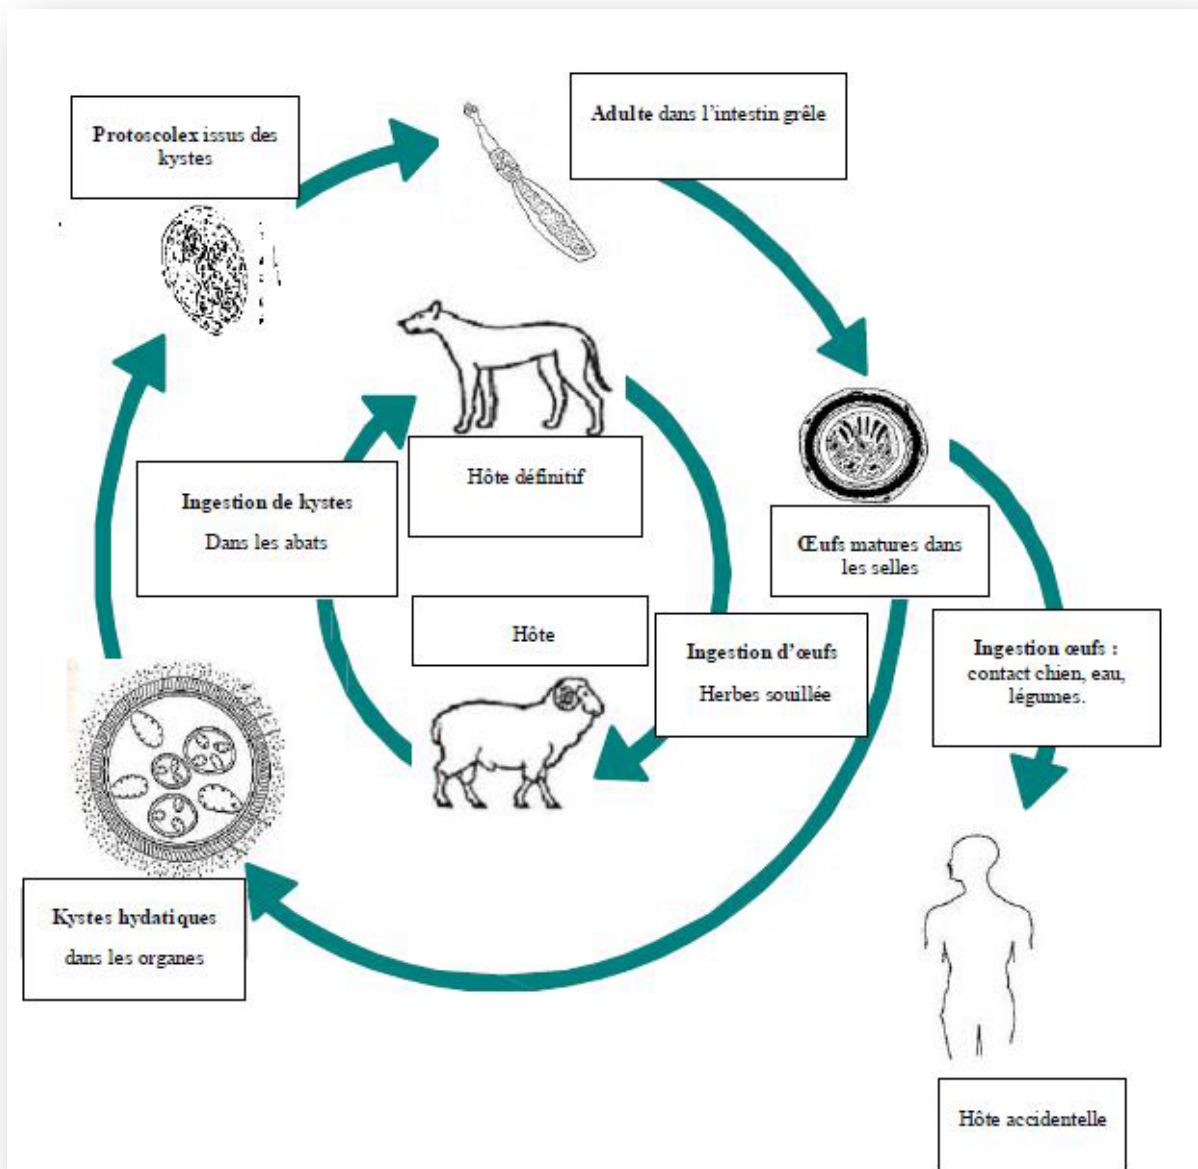 Protoscolex issus des
kystes
Adulte dans l'intestin grêle
Hôte définitif
Ingestion de kystes
Dans les abats
Œufs matures dans
les selles
Hôte
Ingestion d'œufs
Herbes souillée
Ingestion œufs :
contact chien, eau,
légumes.
Kystes hydatiques
dans les organes
Hôte accidentelle